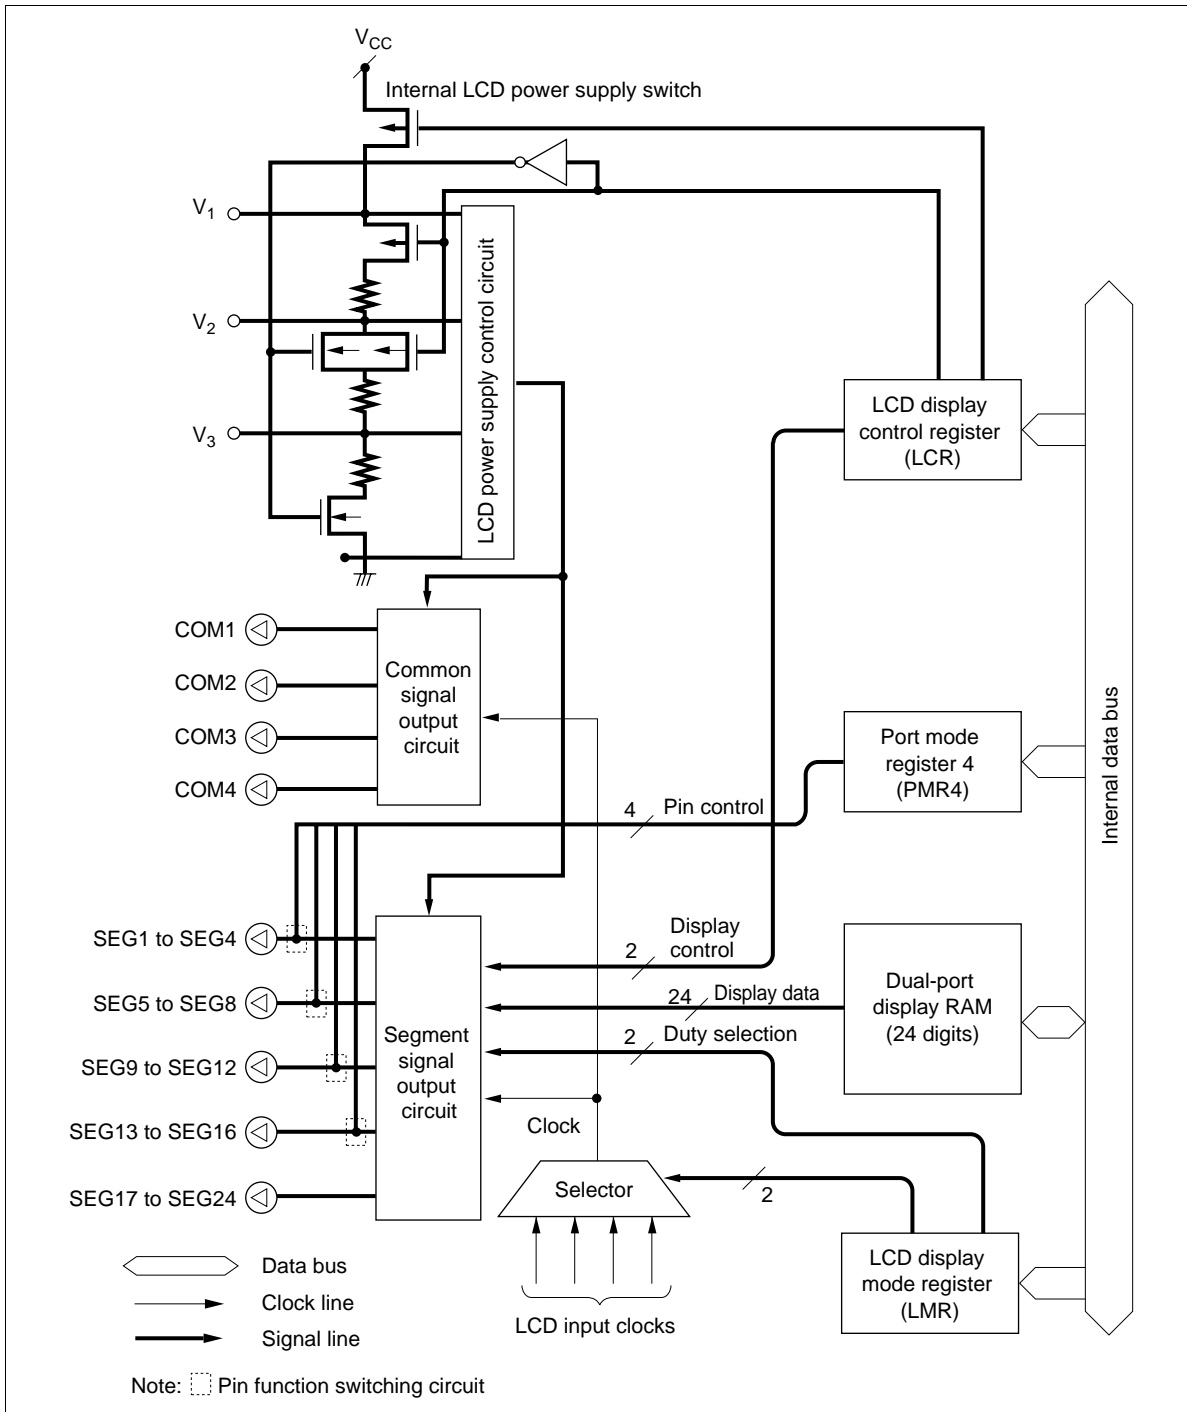 VCC
Internal LCD power supply switch
V1
V2
V3
LCD power supply control circuit
LCD display
control register
(LCR)
COM1
COM2
COM3
COM4
Common
signal
output
circuit
Port mode
register 4
(PMR4)
Internal data bus
4
Pin control
SEG1 to SEG4
SEG5 to SEG8
SEG9 to SEG12
SEG13 to SEG16
SEG17 to SEG24
Segment
signal
output
circuit
Display
control
2
24
Display data
2
Duty selection
Dual-port
display RAM
(24 digits)
Clock
Selector
2
LCD display
mode register
(LMR)
LCD input clocks
Data bus
Clock line
Signal line
Note: Pin function switching circuit